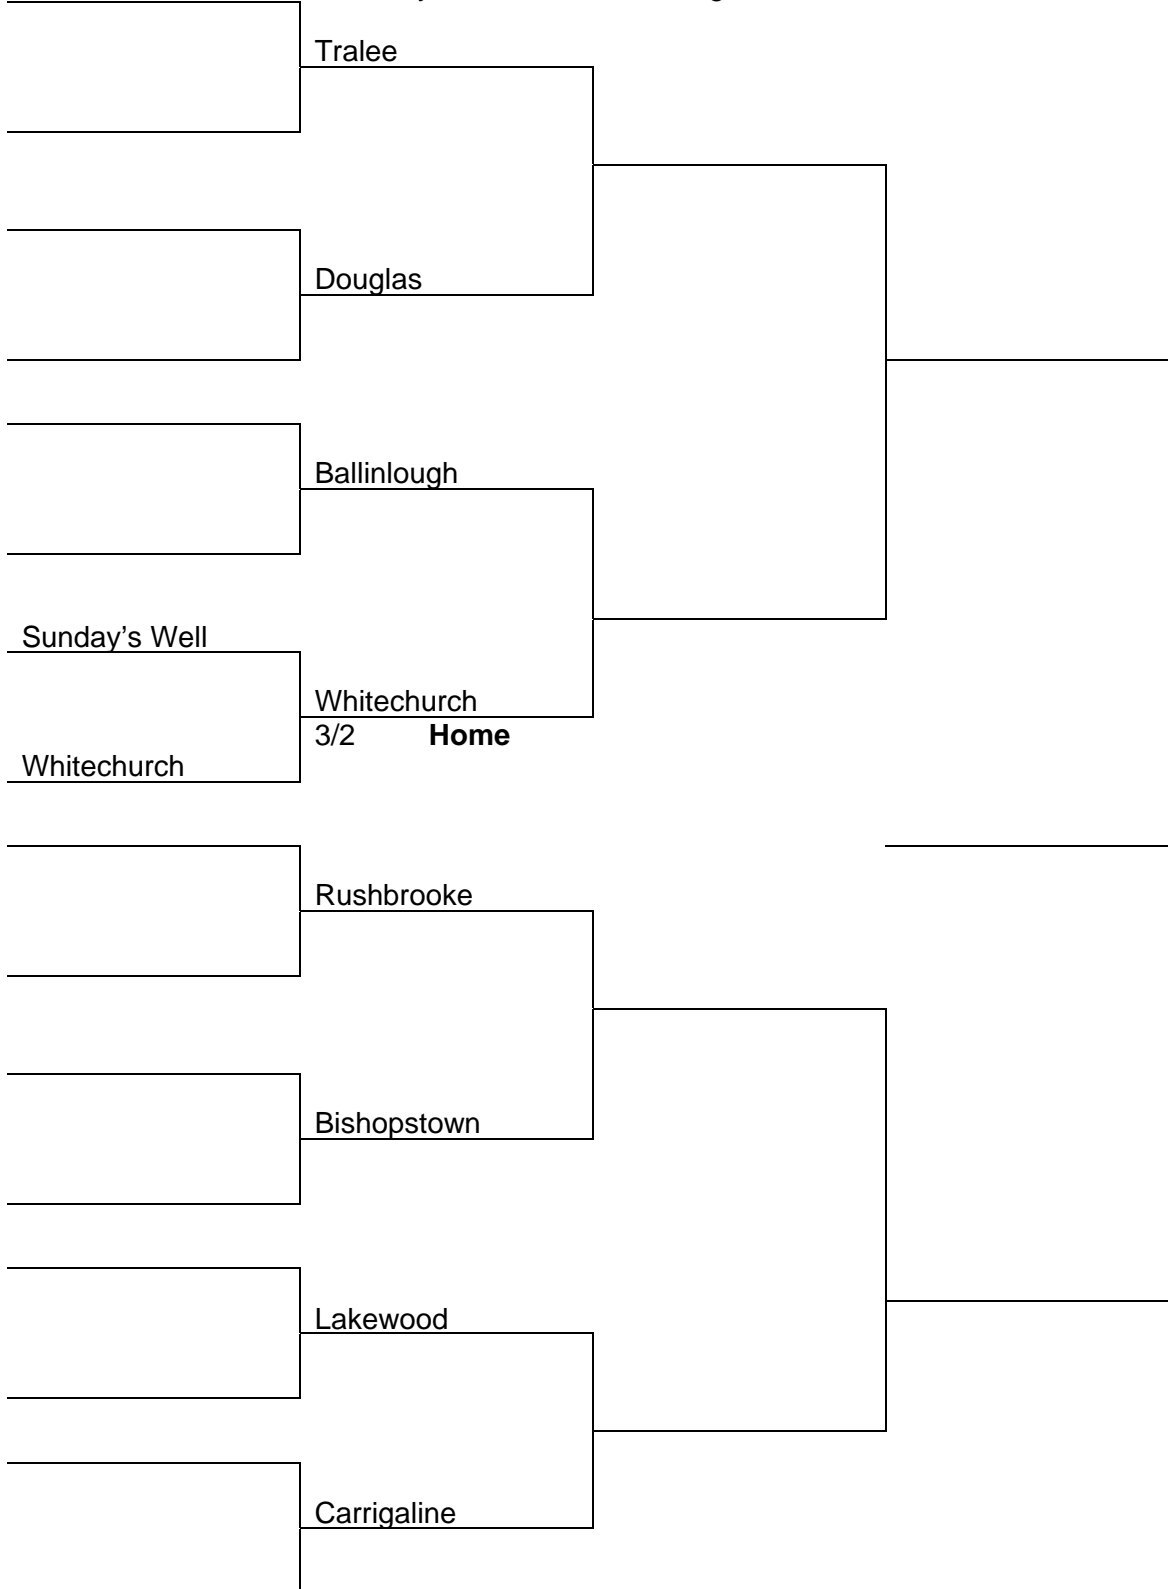 Tralee
Douglas
Ballinlough
Sunday’s Well
Whitechurch
3/2 Home
Whitechurch
Rushbrooke
Bishopstown
Lakewood
Carrigaline